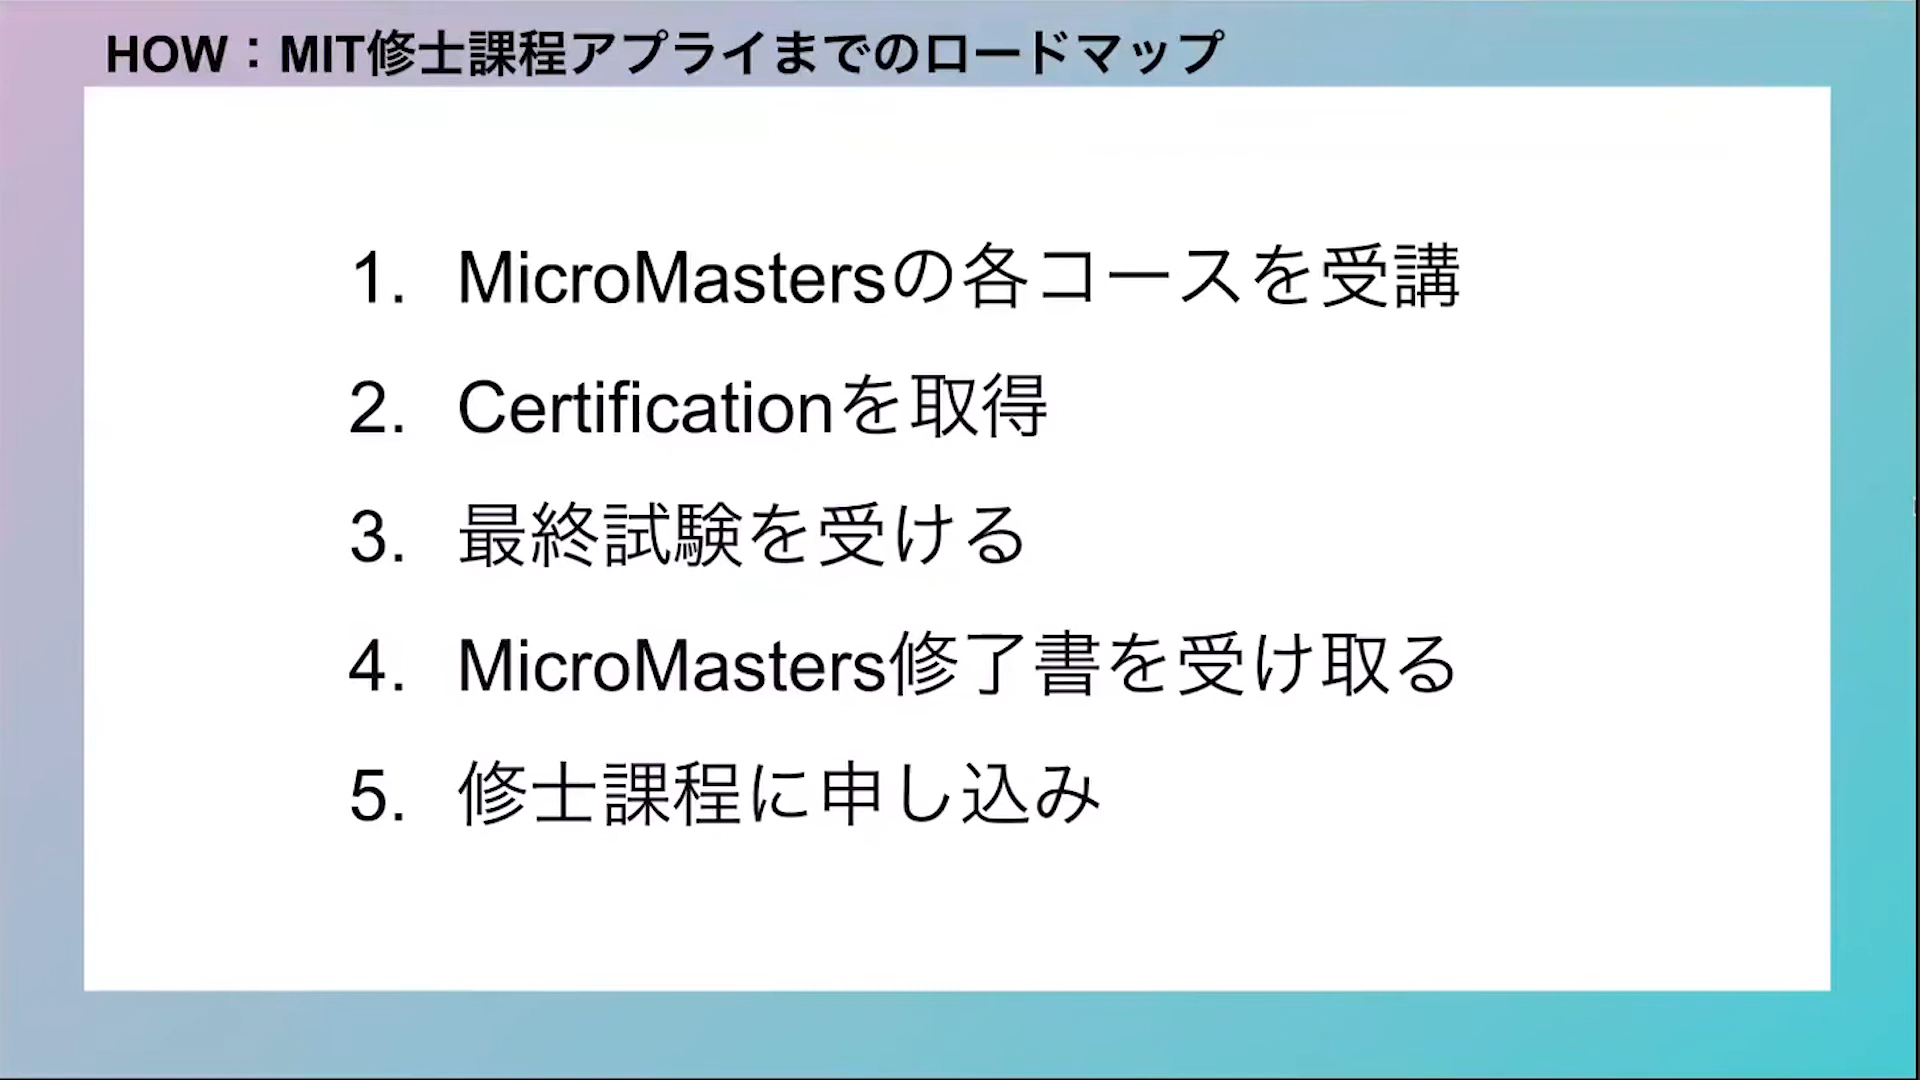 HOW：MIT修士課程アプライまでのロードマップ
1. MicroMastersの各コースを受講
2. Certificationを取得
3. 最終試験を受ける
4. MicroMasters修了書を受け取る
5. 修士課程に申し込み